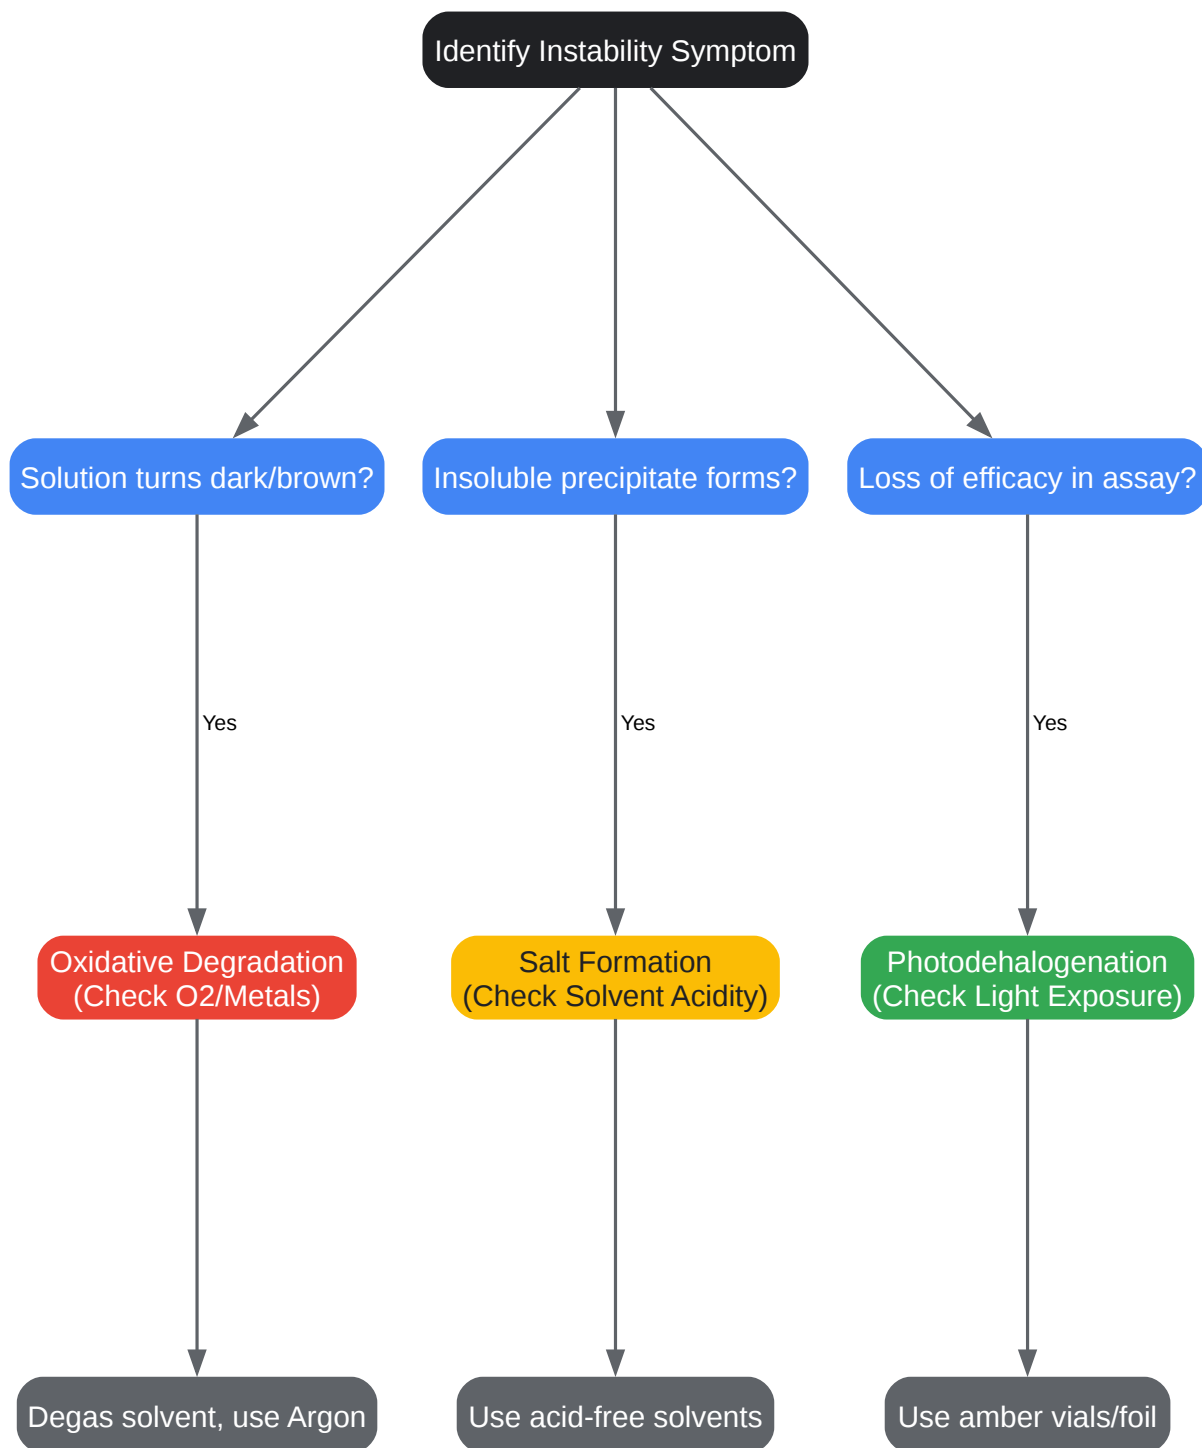 Identify Instability Symptom
Solution turns dark/brown?
Insoluble precipitate forms?
Loss of efficacy in assay?
Yes
Yes
Yes
Oxidative Degradation
(Check O2/Metals)
Salt Formation
(Check Solvent Acidity)
Photodehalogenation
(Check Light Exposure)
Degas solvent, use Argon
Use acid-free solvents
Use amber vials/foil